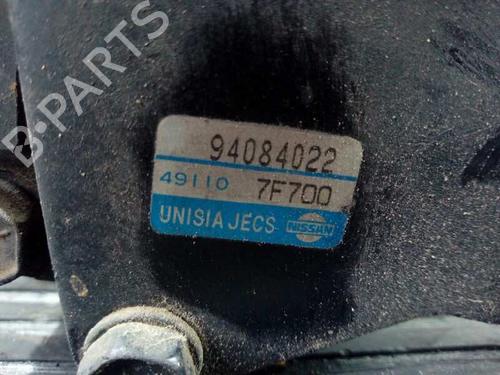 B-PARTS
94084022
49110 7F700
UNISIA JECS NISSAN